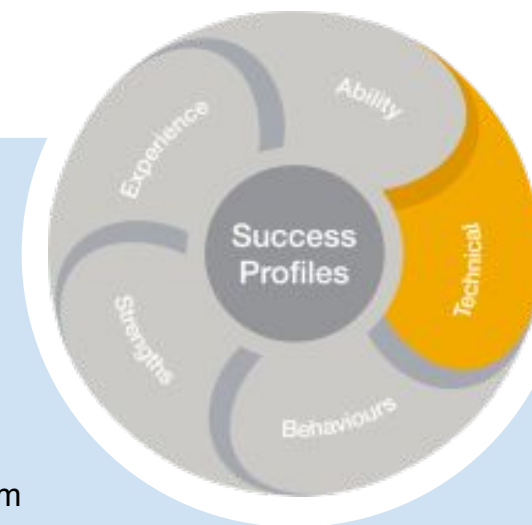 Ability
Experience
Success
Profiles
Technical
Strengths
Behaviours
m